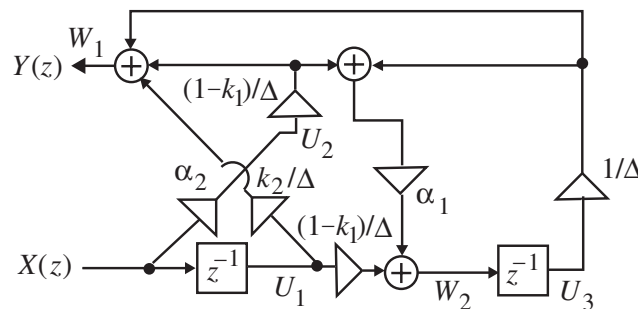 W₁
Y(z)
(1–k₁)/Δ
U₂
α₂
k₂/Δ
(1–k₁)/Δ
α₁
1/Δ
X(z)
z⁻¹
U₁
W₂
z⁻¹
U₃